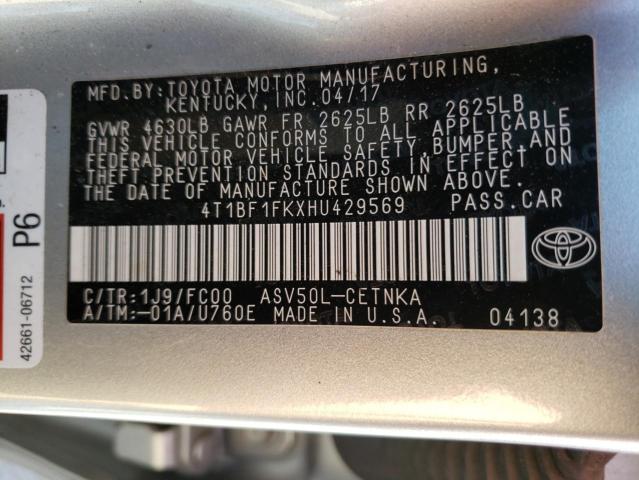 MFD.BY:TOYOTA MOTOR MANUFACTURING,
KENTUCKY, INC.04/17
GVWR 4630LB GAWR FR 2625LB RR 2625LB
THIS VEHICLE CONFORMS TO ALL APPLICABLE
FEDERAL MOTOR VEHICLE SAFETY, BUMPER, AND
THEFT PREVENTION STANDARDS IN EFFECT ON
THE DATE OF MANUFACTURE SHOWN ABOVE.
4T1BF1FKXHU429569 PASS.CAR
C/TR:1J9/FC00 ASV50L-CETNKA
A/TM:-01A/U760E MADE IN U.S.A. 04138
P6
42661-06712